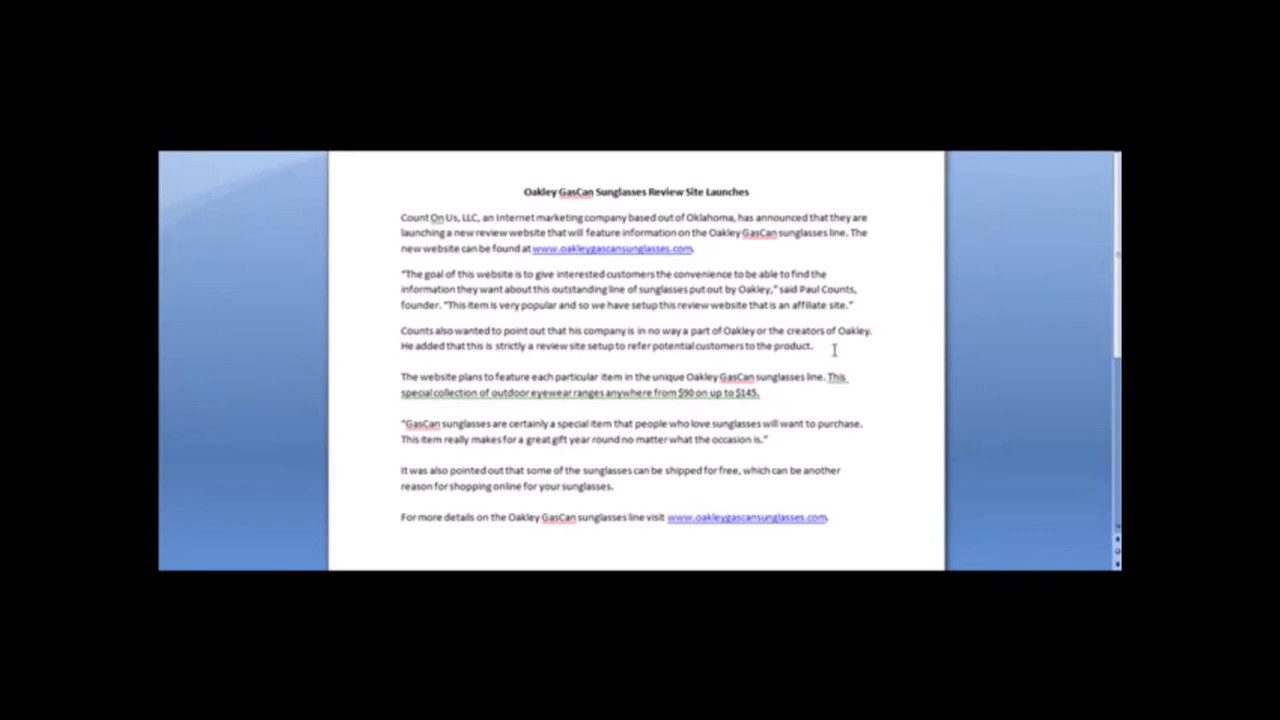 Oakley GasCan Sunglasses Review Site Launches
Count On Us, LLC, an Internet marketing company based out of Oklahoma, has announced that they are
launching a new review website that will feature information on the Oakley GasCan sunglasses line. The
new website can be found at www.oakleygascansunglasses.com.
"The goal of this website is to give interested customers the convenience to be able to find the
information they want about this outstanding line of sunglasses put out by Oakley," said Paul Counts,
founder. "This item is very popular and so we have setup this review website that is an affiliate site."
Counts also wanted to point out that his company is in no way a part of Oakley or the creators of Oakley.
He added that this is strictly a review site setup to refer potential customers to the product.
The website plans to feature each particular item in the unique Oakley GasCan sunglasses line. This
special collection of outdoor eyewear ranges anywhere from $90 on up to $145.
"GasCan sunglasses are certainly a special item that people who love sunglasses will want to purchase.
This item really makes for a great gift year round no matter what the occasion is."
It was also pointed out that some of the sunglasses can be shipped for free, which can be another
reason for shopping online for your sunglasses.
For more details on the Oakley GasCan sunglasses line visit www.oakleygascansunglasses.com.